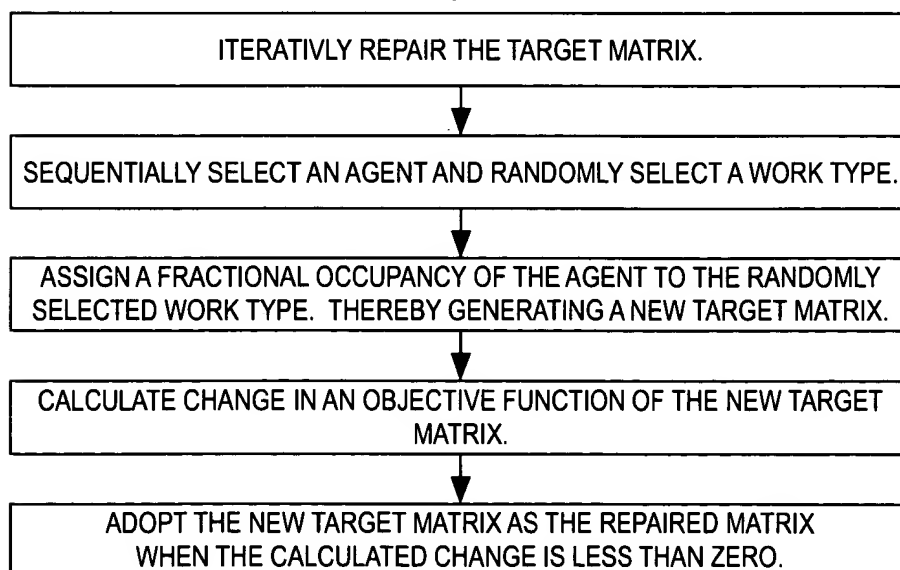 ITERATIVLY REPAIR THE TARGET MATRIX.
SEQUENTIALLY SELECT AN AGENT AND RANDOMLY SELECT A WORK TYPE.
ASSIGN A FRACTIONAL OCCUPANCY OF THE AGENT TO THE RANDOMLY
SELECTED WORK TYPE. THEREBY GENERATING A NEW TARGET MATRIX.
CALCULATE CHANGE IN AN OBJECTIVE FUNCTION OF THE NEW TARGET
MATRIX.
ADOPT THE NEW TARGET MATRIX AS THE REPAIRED MATRIX
WHEN THE CALCULATED CHANGE IS LESS THAN ZERO.